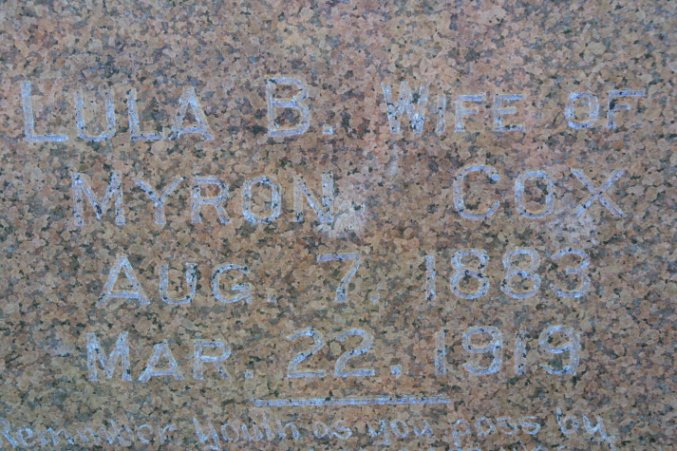 LULA B. WIFE OF
MYRON COX
AUG. 7. 1883
MAR. 22. 1919
Remember Youth as you pass by